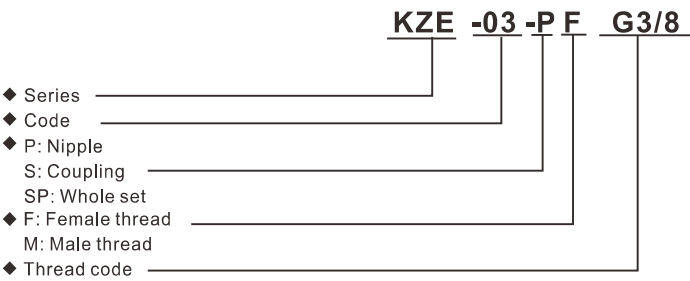 KZE -03 -P F G3/8
◆ Series
◆ Code
◆ P: Nipple
S: Coupling
SP: Whole set
◆ F: Female thread
M: Male thread
◆ Thread code